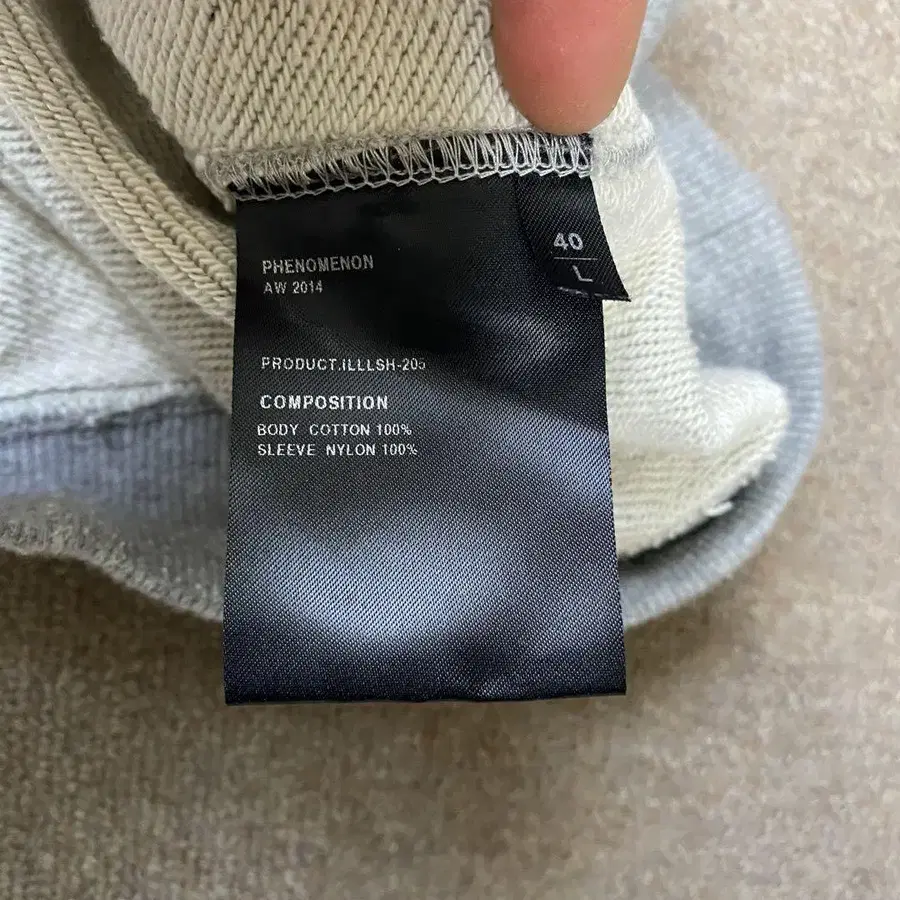 PHENOMENON
AW 2014
PRODUCT.ILLLSH-205
COMPOSITION
BODY COTTON 100%
SLEEVE NYLON 100%
40
L